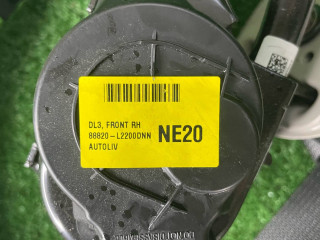 DL3, FRONT RH
88820-L2200DNN NE20
AUTOLIV